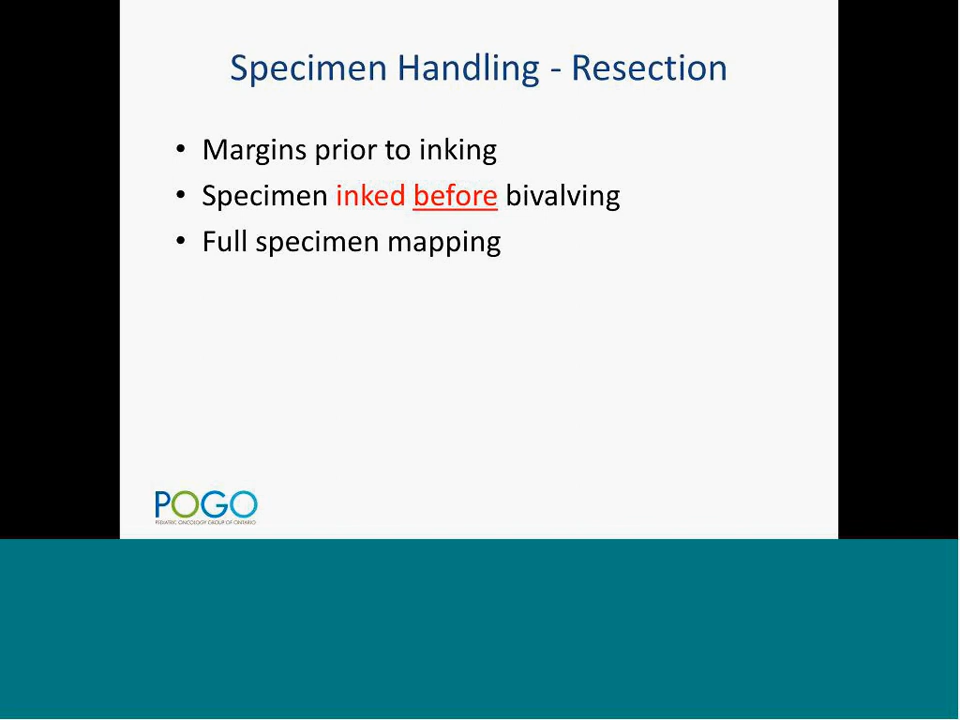 Specimen Handling - Resection
• Margins prior to inking
• Specimen inked before bivalving
• Full specimen mapping
POGO
PEDIATRIC ONCOLOGY GROUP OF ONTARIO